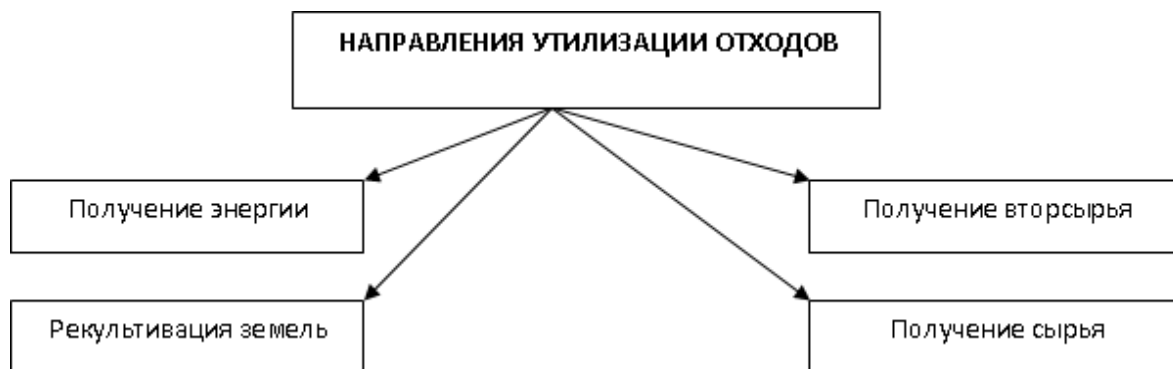 НАПРАВЛЕНИЯ УТИЛИЗАЦИИ ОТХОДОВ
Получение энергии
Получение вторсырья
Рекультивация земель
Получение сырья